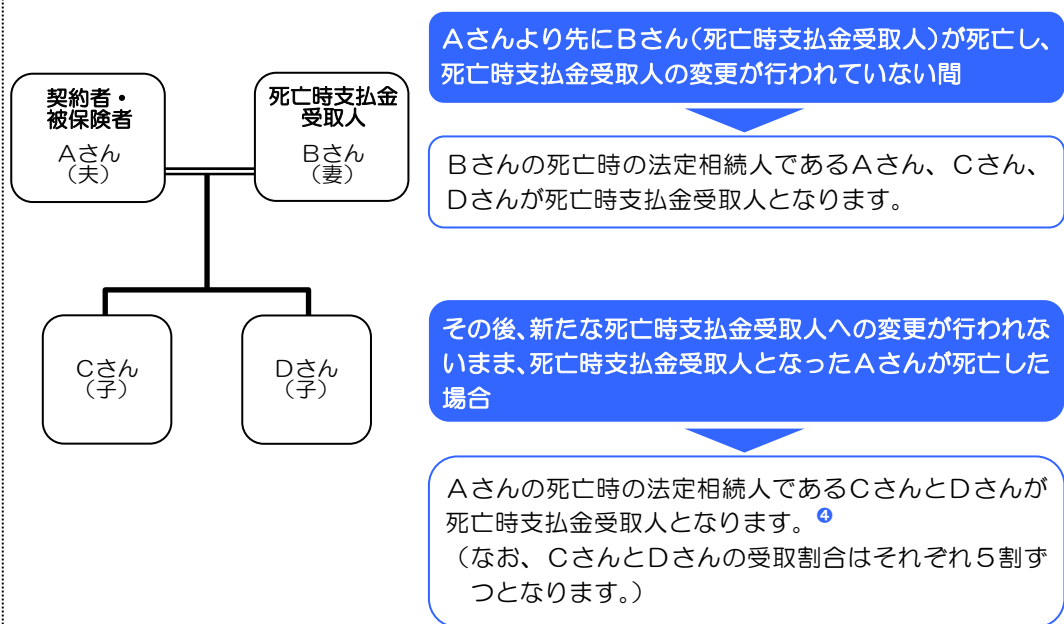 契約者・
被保険者
Aさん
（夫）
死亡時支払金
受取人
Bさん
（妻）
Cさん
（子）
Dさん
（子）
Aさんより先にBさん（死亡時支払金受取人）が死亡し、
死亡時支払金受取人の変更が行われていない間
Bさんの死亡時の法定相続人であるAさん、Cさん、
Dさんが死亡時支払金受取人となります。
その後、新たな死亡時支払金受取人への変更が行われな
いまま、死亡時支払金受取人となったAさんが死亡した
場合
Aさんの死亡時の法定相続人であるCさんとDさんが
死亡時支払金受取人となります。❹
（なお、CさんとDさんの受取割合はそれぞれ５割ず
つとなります。）